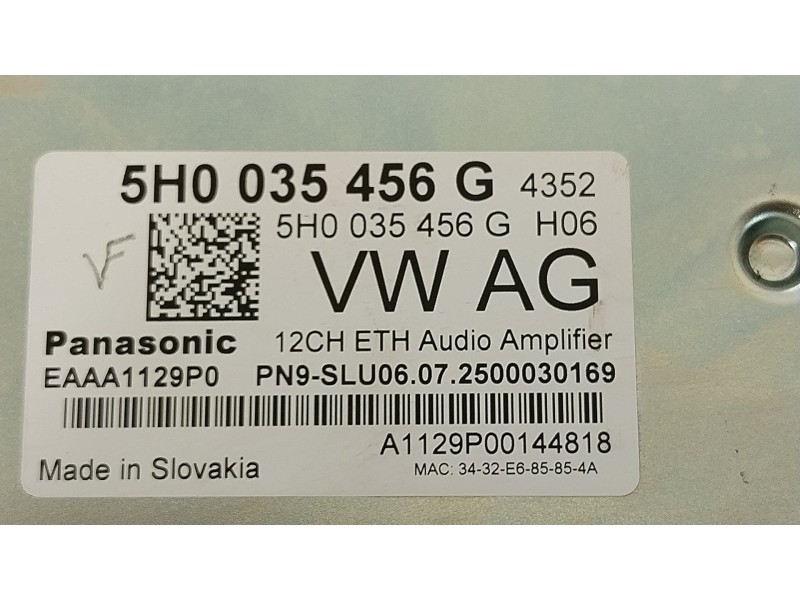 5H0 035 456 G 4352
5H0 035 456 G H06
VF
VW AG
Panasonic 12CH ETH Audio Amplifier
EAAA1129P0 PN9-SLU06.07.2500030169
A1129P00144818
Made in Slovakia MAC: 34-32-E6-85-85-4A